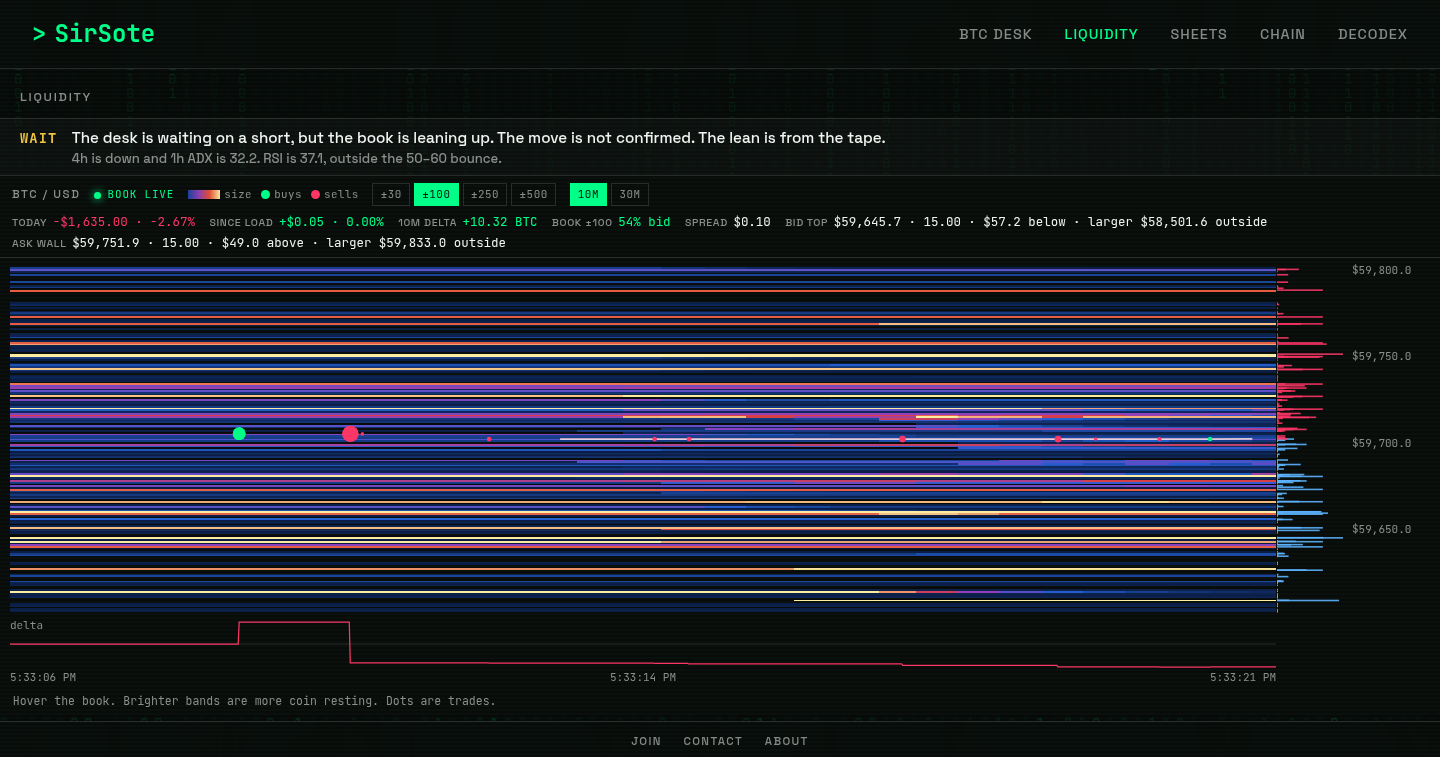 > SirSote
BTC DESK LIQUIDITY SHEETS CHAIN DECODEX
LIQUIDITY
WAIT The desk is waiting on a short, but the book is leaning up. The move is not confirmed. The lean is from the tape.
4h is down and 1h ADX is 32.2. RSI is 37.1, outside the 50–60 bounce.
BTC / USD BOOK LIVE size buys sells ±30 ±100 ±250 ±500 10M 30M
TODAY -$1,635.00 · -2.67% SINCE LOAD +$0.05 · 0.00% 10M DELTA +10.32 BTC BOOK ±100 54% bid SPREAD $0.10 BID TOP $59,645.7 · 15.00 · $57.2 below · larger $58,501.6 outside
ASK WALL $59,751.9 · 15.00 · $49.0 above · larger $59,833.0 outside
$59,800.0
$59,750.0
$59,700.0
$59,650.0
delta
5:33:06 PM 5:33:14 PM 5:33:21 PM
Hover the book. Brighter bands are more coin resting. Dots are trades.
JOIN CONTACT ABOUT